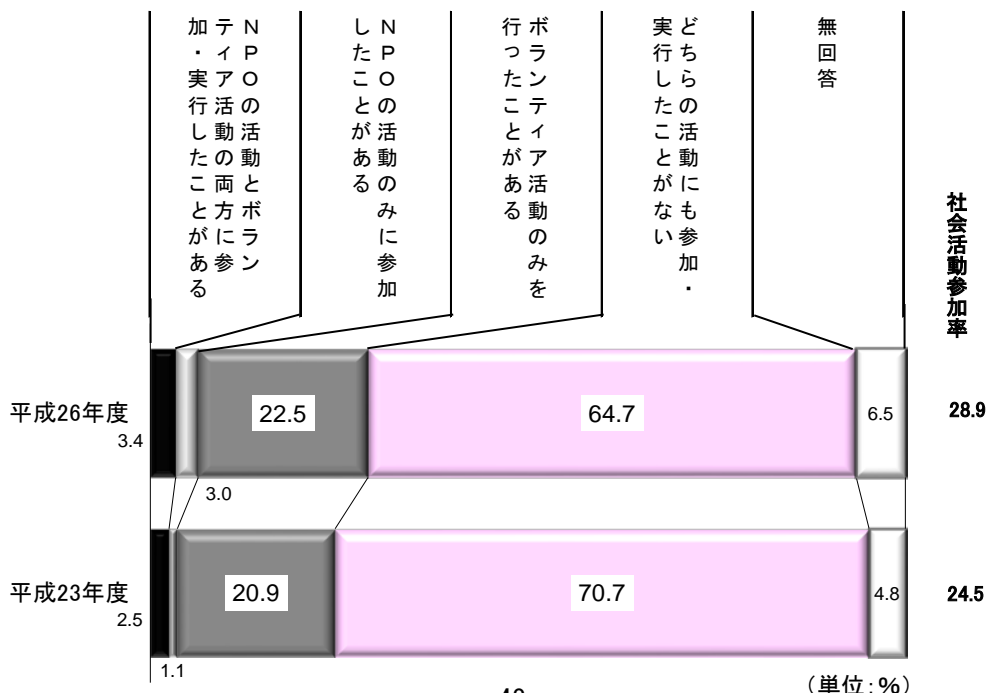 NPOの活動とボラン
ティア活動の両方に参
加・実行したことがある
NPOの活動のみに参加
したことがある
ボランティア活動のみを
行ったことがある
どちらの活動にも参加・
実行したことがない
無回答
社会活動参加率
平成26年度
3.4
3.0
22.5
64.7
6.5
28.9
平成23年度
2.5
1.1
20.9
70.7
4.8
24.5
(単位:%)